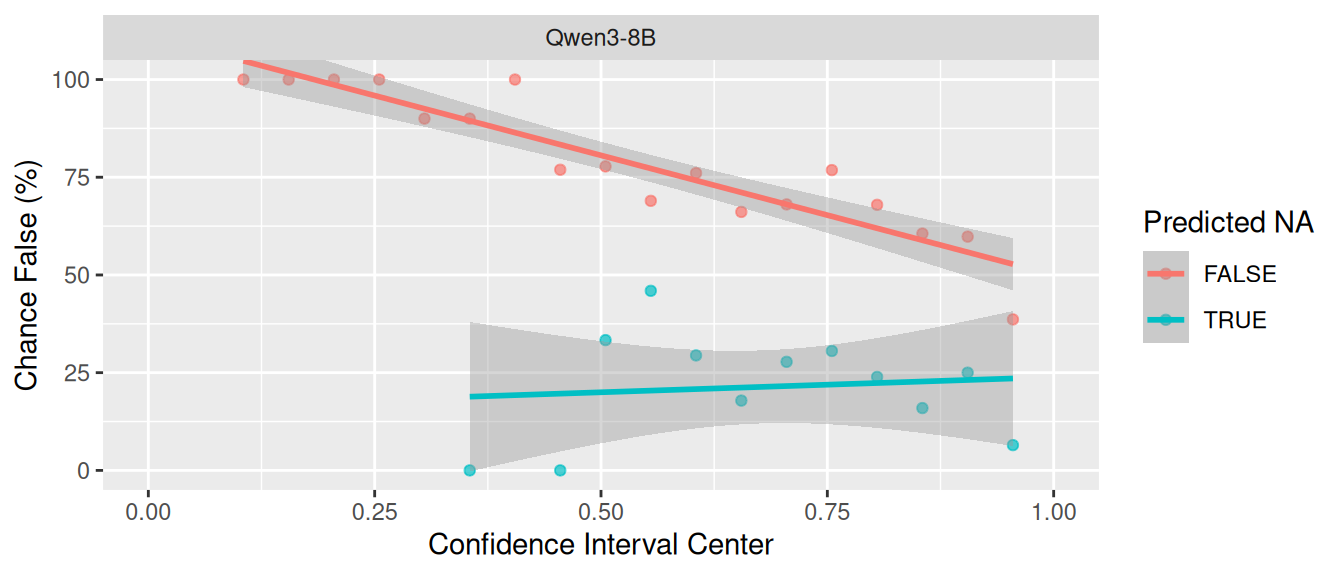 Qwen3-8B
Chance False (%)
100
75
50
25
0
0.00 0.25 0.50 0.75 1.00
Confidence Interval Center
Predicted NA
FALSE
TRUE